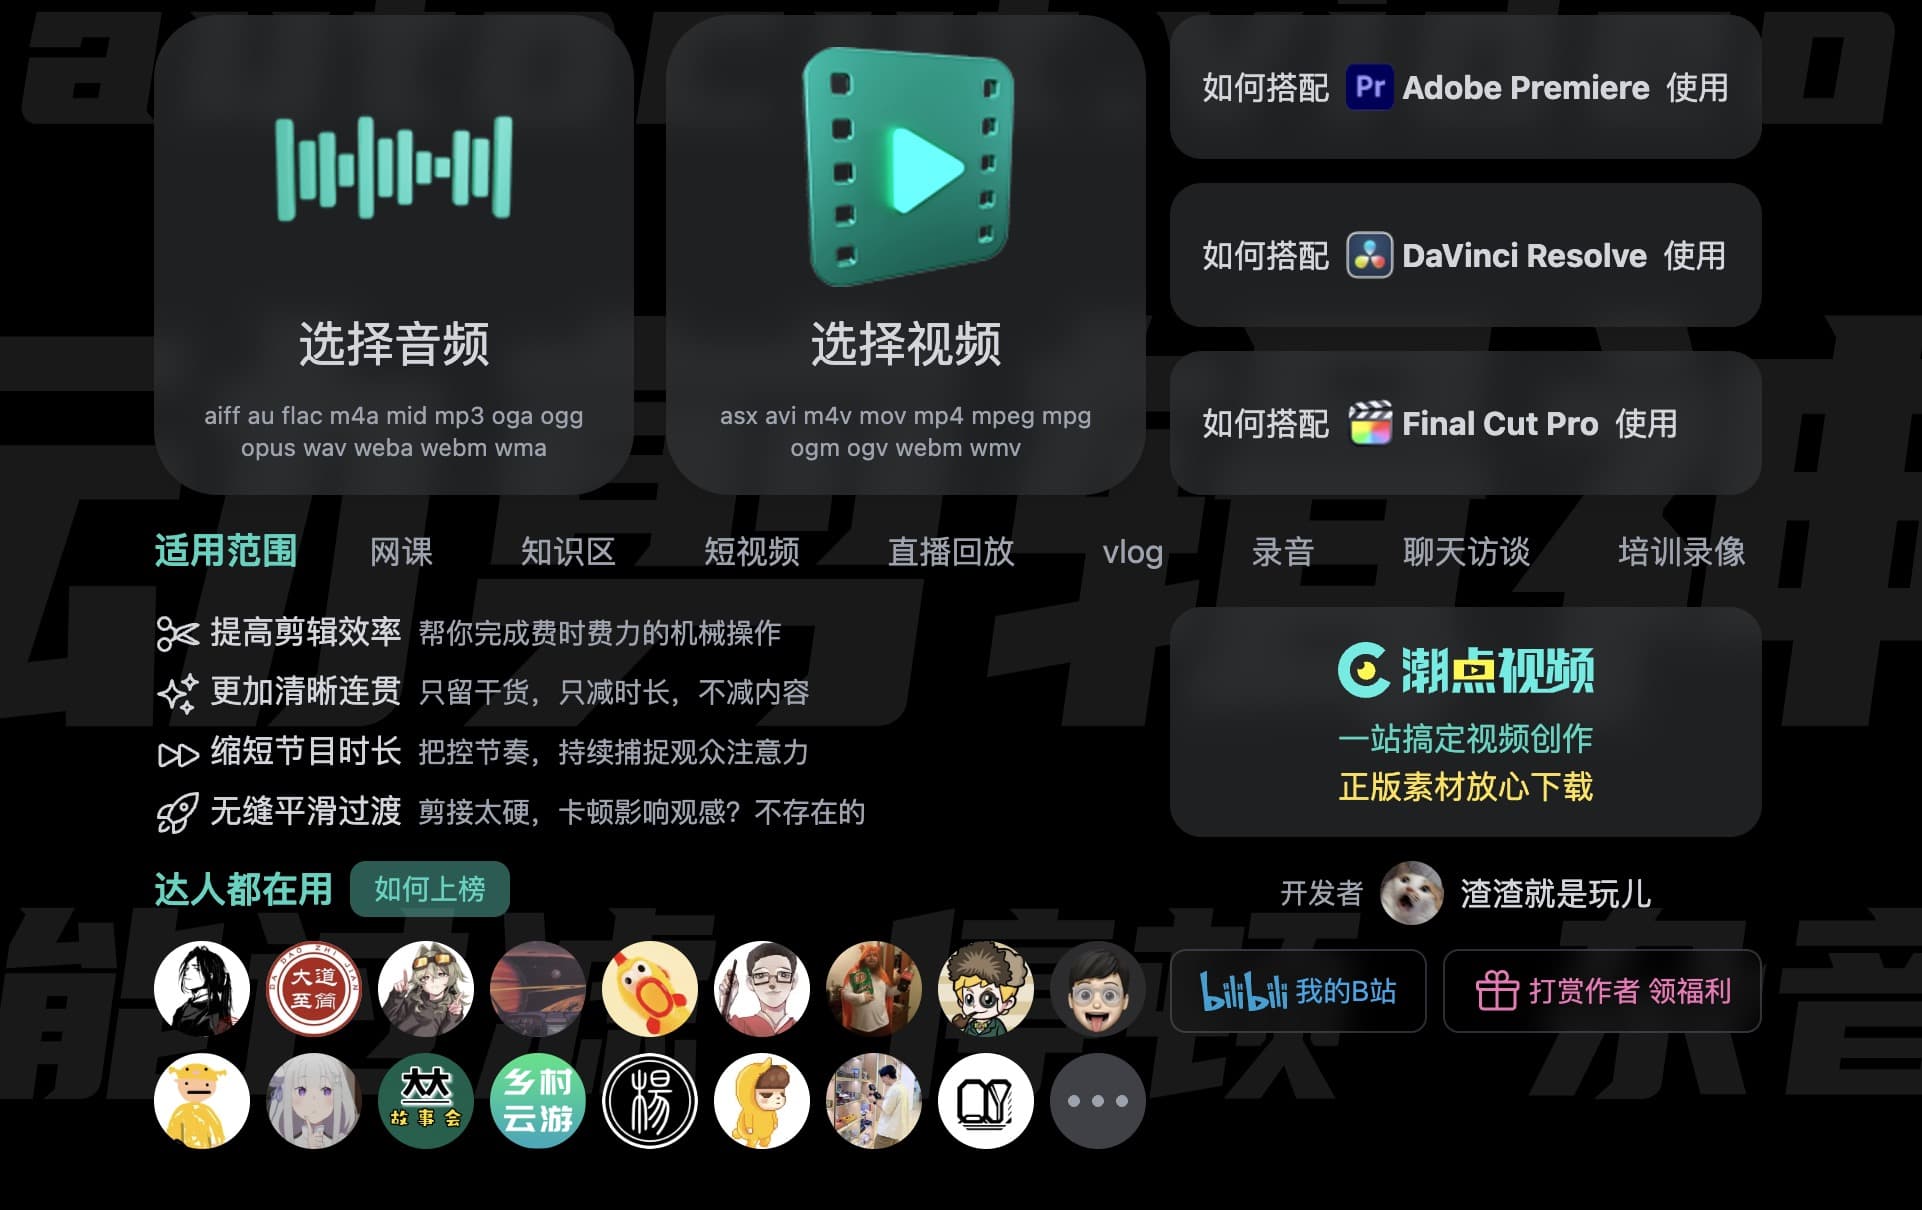 auto cut video
选择音频
aiff au flac m4a mid mp3 oga ogg
opus wav weba webm wma
选择视频
asx avi m4v mov mp4 mpeg mpg
ogm ogv webm wmv
如何搭配 Pr Adobe Premiere 使用
如何搭配 DaVinci Resolve 使用
如何搭配 Final Cut Pro 使用
适用范围 网课 知识区 短视频 直播回放 vlog 录音 聊天访谈 培训录像
提高剪辑效率 帮你完成费时费力的机械操作
更加清晰连贯 只留干货，只减时长，不减内容
缩短节目时长 把控节奏，持续捕捉观众注意力
无缝平滑过渡 剪接太硬，卡顿影响观感？不存在的
潮点视频
一站搞定视频创作
正版素材放心下载
达人都在用 如何上榜
开发者 渣渣就是玩儿
bilibili 我的B站
打赏作者 领福利
DA DAO ZHI JIAN
大道
至简
故事会
乡村
云游
楊